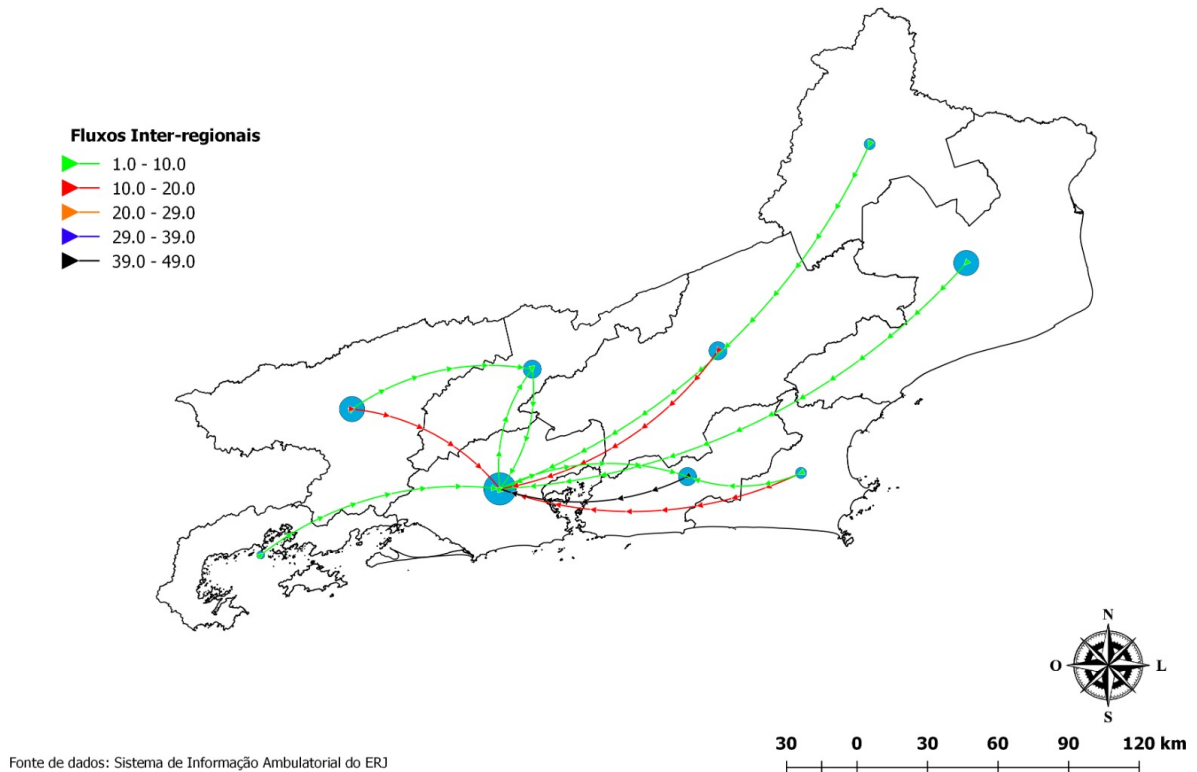 Fluxos Inter-regionais
1.0 - 10.0
10.0 - 20.0
20.0 - 29.0
29.0 - 39.0
39.0 - 49.0
N
O L
S
30 0 30 60 90 120 km
Fonte de dados: Sistema de Informação Ambulatorial do ERJ